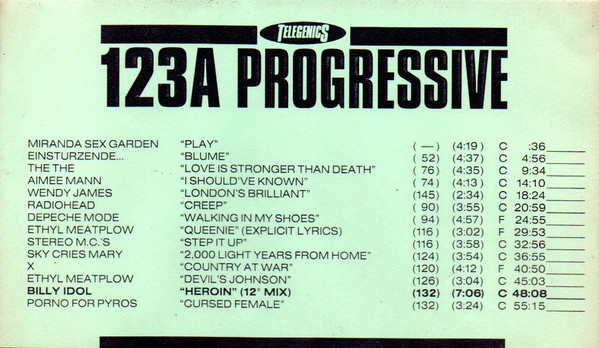 TELEGENICS
123A PROGRESSIVE
MIRANDA SEX GARDEN "PLAY" ( — ) (4:19) C :36
EINSTURZENDE... "BLUME" ( 52) (4:37) C 4:56
THE THE "LOVE IS STRONGER THAN DEATH" ( 76) (4:35) C 9:34
AIMEE MANN "I SHOULD'VE KNOWN" ( 74) (4:13) C 14:10
WENDY JAMES "LONDON'S BRILLIANT" (145) (2:34) C 18:24
RADIOHEAD "CREEP" ( 90) (3:55) C 20:59
DEPECHE MODE "WALKING IN MY SHOES" ( 94) (4:57) F 24:55
ETHYL MEATPLOW "QUEENIE" (EXPLICIT LYRICS) (116) (3:02) F 29:53
STEREO M.C.'S "STEP IT UP" (116) (3:58) C 32:56
SKY CRIES MARY "2,000 LIGHT YEARS FROM HOME" (124) (3:54) C 36:55
X "COUNTRY AT WAR" (120) (4:12) F 40:50
ETHYL MEATPLOW "DEVIL'S JOHNSON" (126) (3:04) C 45:03
BILLY IDOL "HEROIN" (12" MIX) (132) (7:06) C 48:08
PORNO FOR PYROS "CURSED FEMALE" (132) (3:24) C 55:15